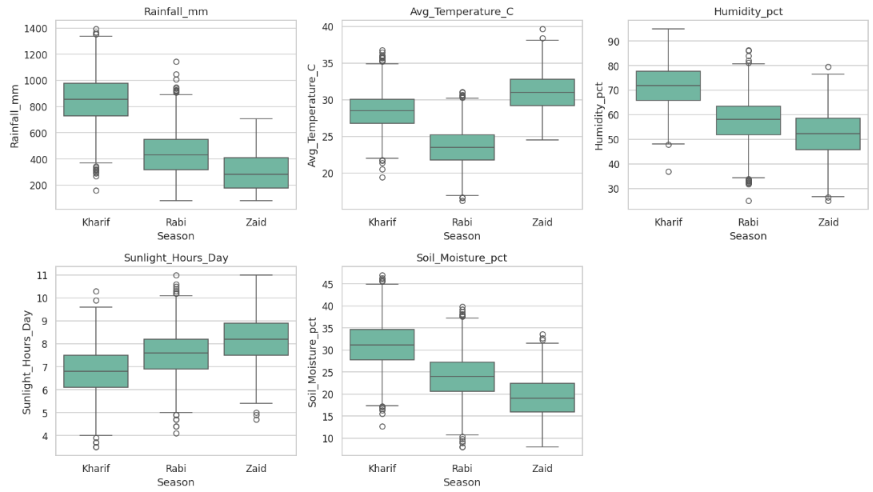 Rainfall_mm
Rainfall_mm
1400
1200
1000
800
600
400
200
Kharif Rabi Zaid
Season
Avg_Temperature_C
Avg_Temperature_C
40
35
30
25
20
Kharif Rabi Zaid
Season
Humidity_pct
Humidity_pct
90
80
70
60
50
40
30
Kharif Rabi Zaid
Season
Sunlight_Hours_Day
Sunlight_Hours_Day
11
10
9
8
7
6
5
4
Kharif Rabi Zaid
Season
Soil_Moisture_pct
Soil_Moisture_pct
45
40
35
30
25
20
15
10
Kharif Rabi Zaid
Season